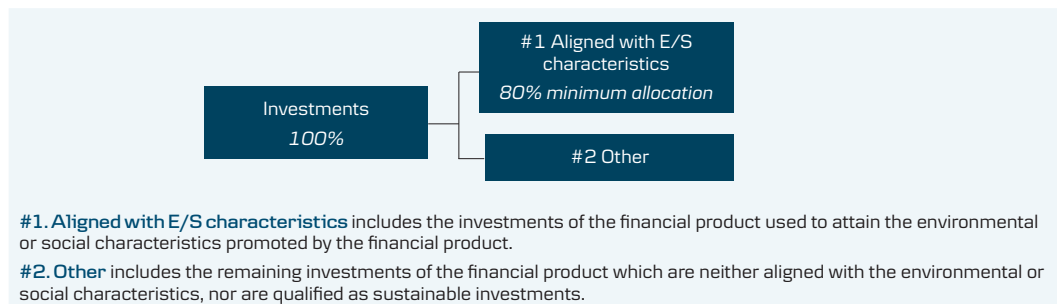 #1 Aligned with E/S
characteristics
80% minimum allocation
Investments
100%
#2 Other
#1. Aligned with E/S characteristics includes the investments of the financial product used to attain the environmental
or social characteristics promoted by the financial product.
#2. Other includes the remaining investments of the financial product which are neither aligned with the environmental or
social characteristics, nor are qualified as sustainable investments.